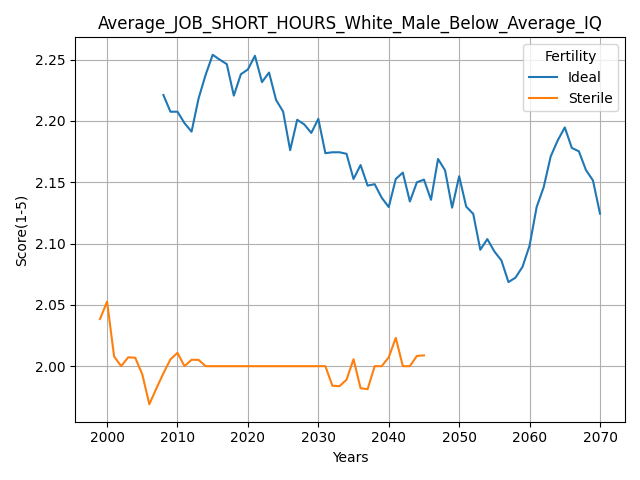 Average_JOB_SHORT_HOURS_White_Male_Below_Average_IQ
Fertility
Ideal
Sterile
2.25
2.20
2.15
2.10
2.05
2.00
Score(1-5)
2000 2010 2020 2030 2040 2050 2060 2070
Years